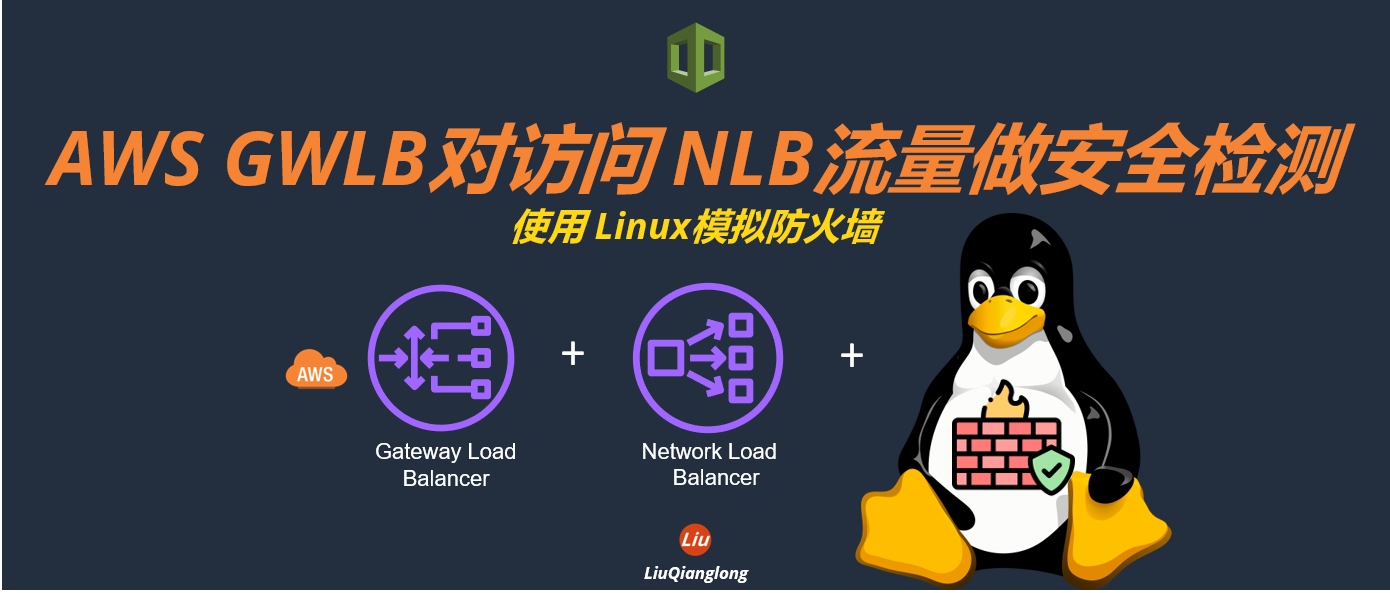 AWS GWLB对访问 NLB流量做安全检测
使用 Linux模拟防火墙
AWS
+
+
Gateway Load
Balancer
Network Load
Balancer
Liu
LiuQianglong